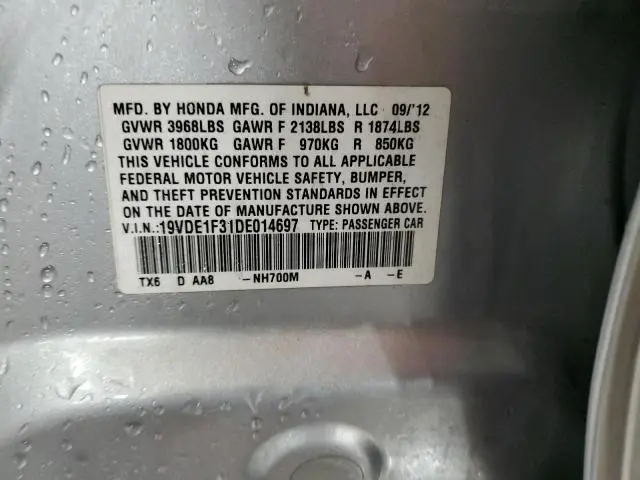 MFD. BY HONDA MFG. OF INDIANA, LLC 09/'12
GVWR 3968LBS GAWR F 2138LBS R 1874LBS
GVWR 1800KG GAWR F 970KG R 850KG
THIS VEHICLE CONFORMS TO ALL APPLICABLE
FEDERAL MOTOR VEHICLE SAFETY, BUMPER,
AND THEFT PREVENTION STANDARDS IN EFFECT
ON THE DATE OF MANUFACTURE SHOWN ABOVE.
V.I.N.:19VDE1F31DE014697 TYPE: PASSENGER CAR
TX6 D AA8 -NH700M -A -E